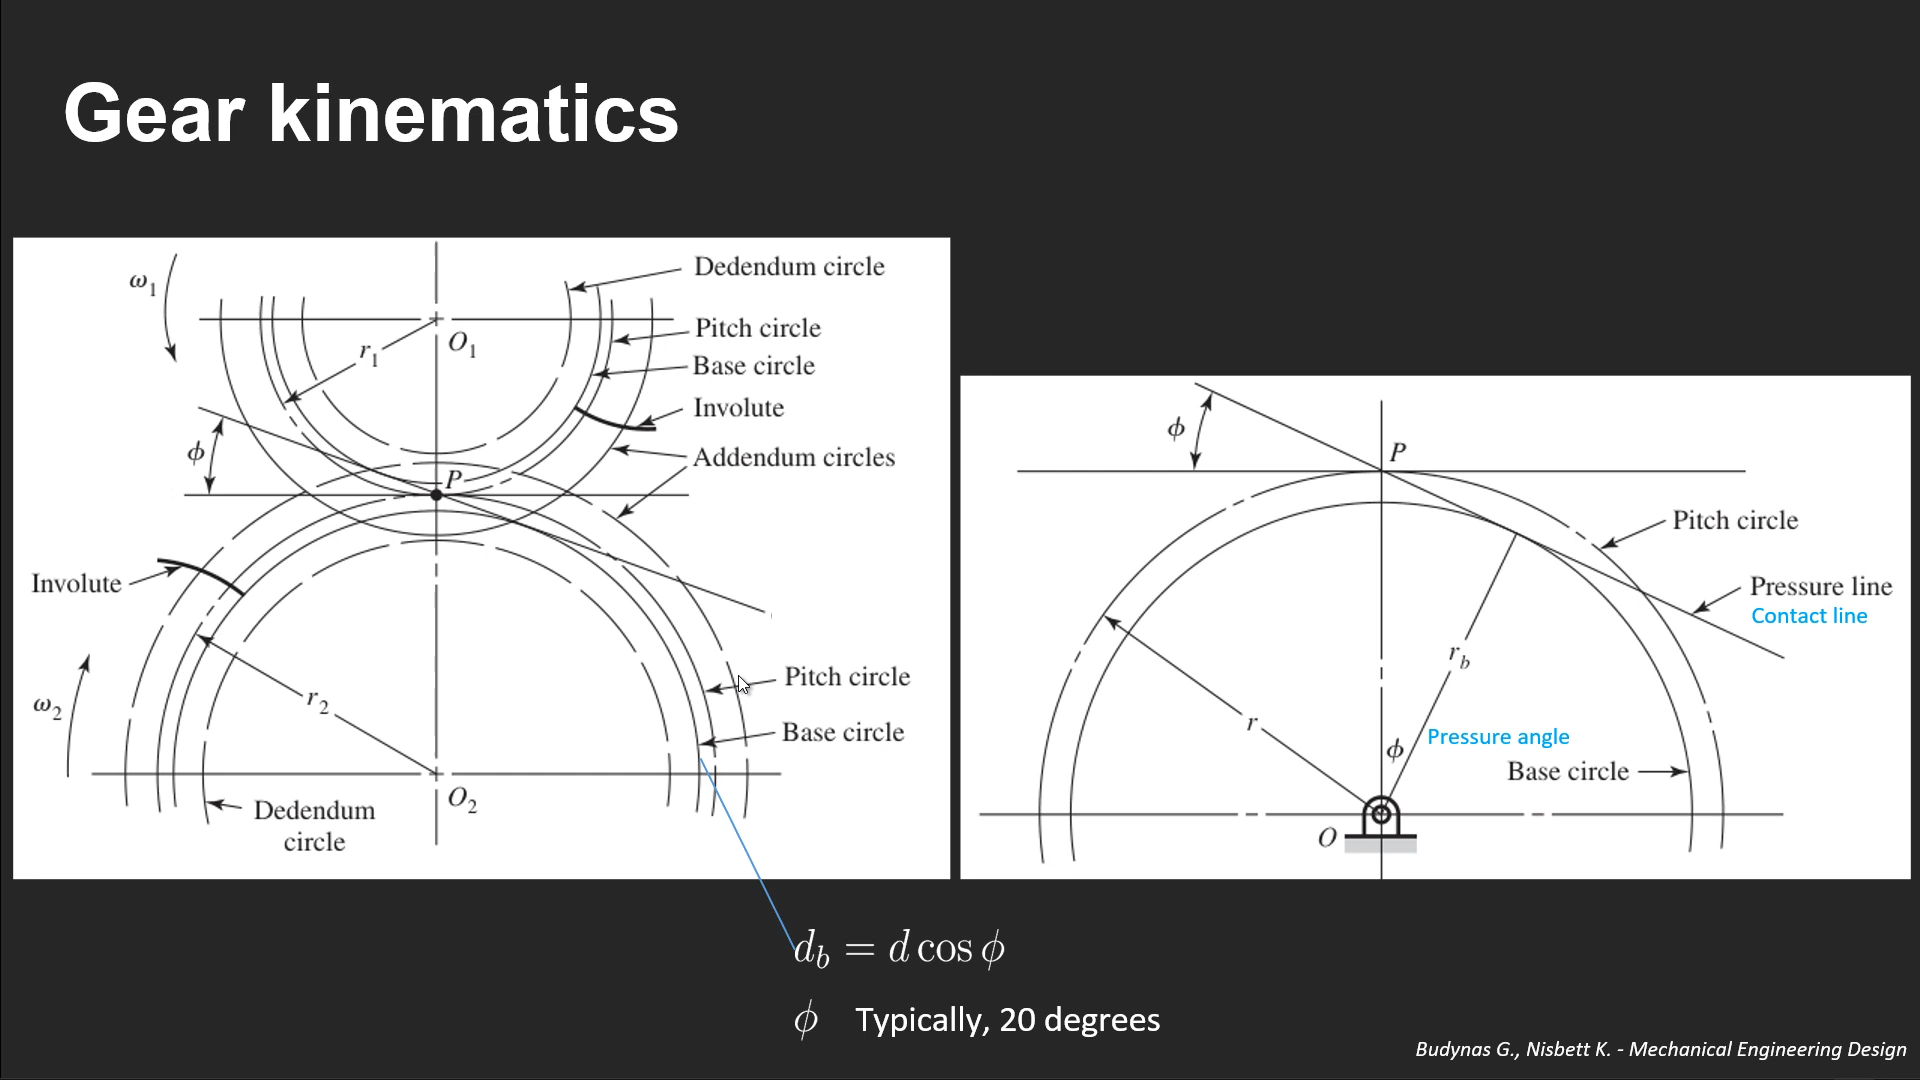 Gear kinematics
ω1
Dedendum circle
Pitch circle
Base circle
Involute
Addendum circles
r1
O1
ϕ
P
Involute
ω2
r2
Pitch circle
Base circle
O2
Dedendum
circle
ϕ
P
Pitch circle
Pressure line
Contact line
rb
r
ϕ
Pressure angle
Base circle
O
db = d cos ϕ
ϕ Typically, 20 degrees
Budynas G., Nisbett K. - Mechanical Engineering Design